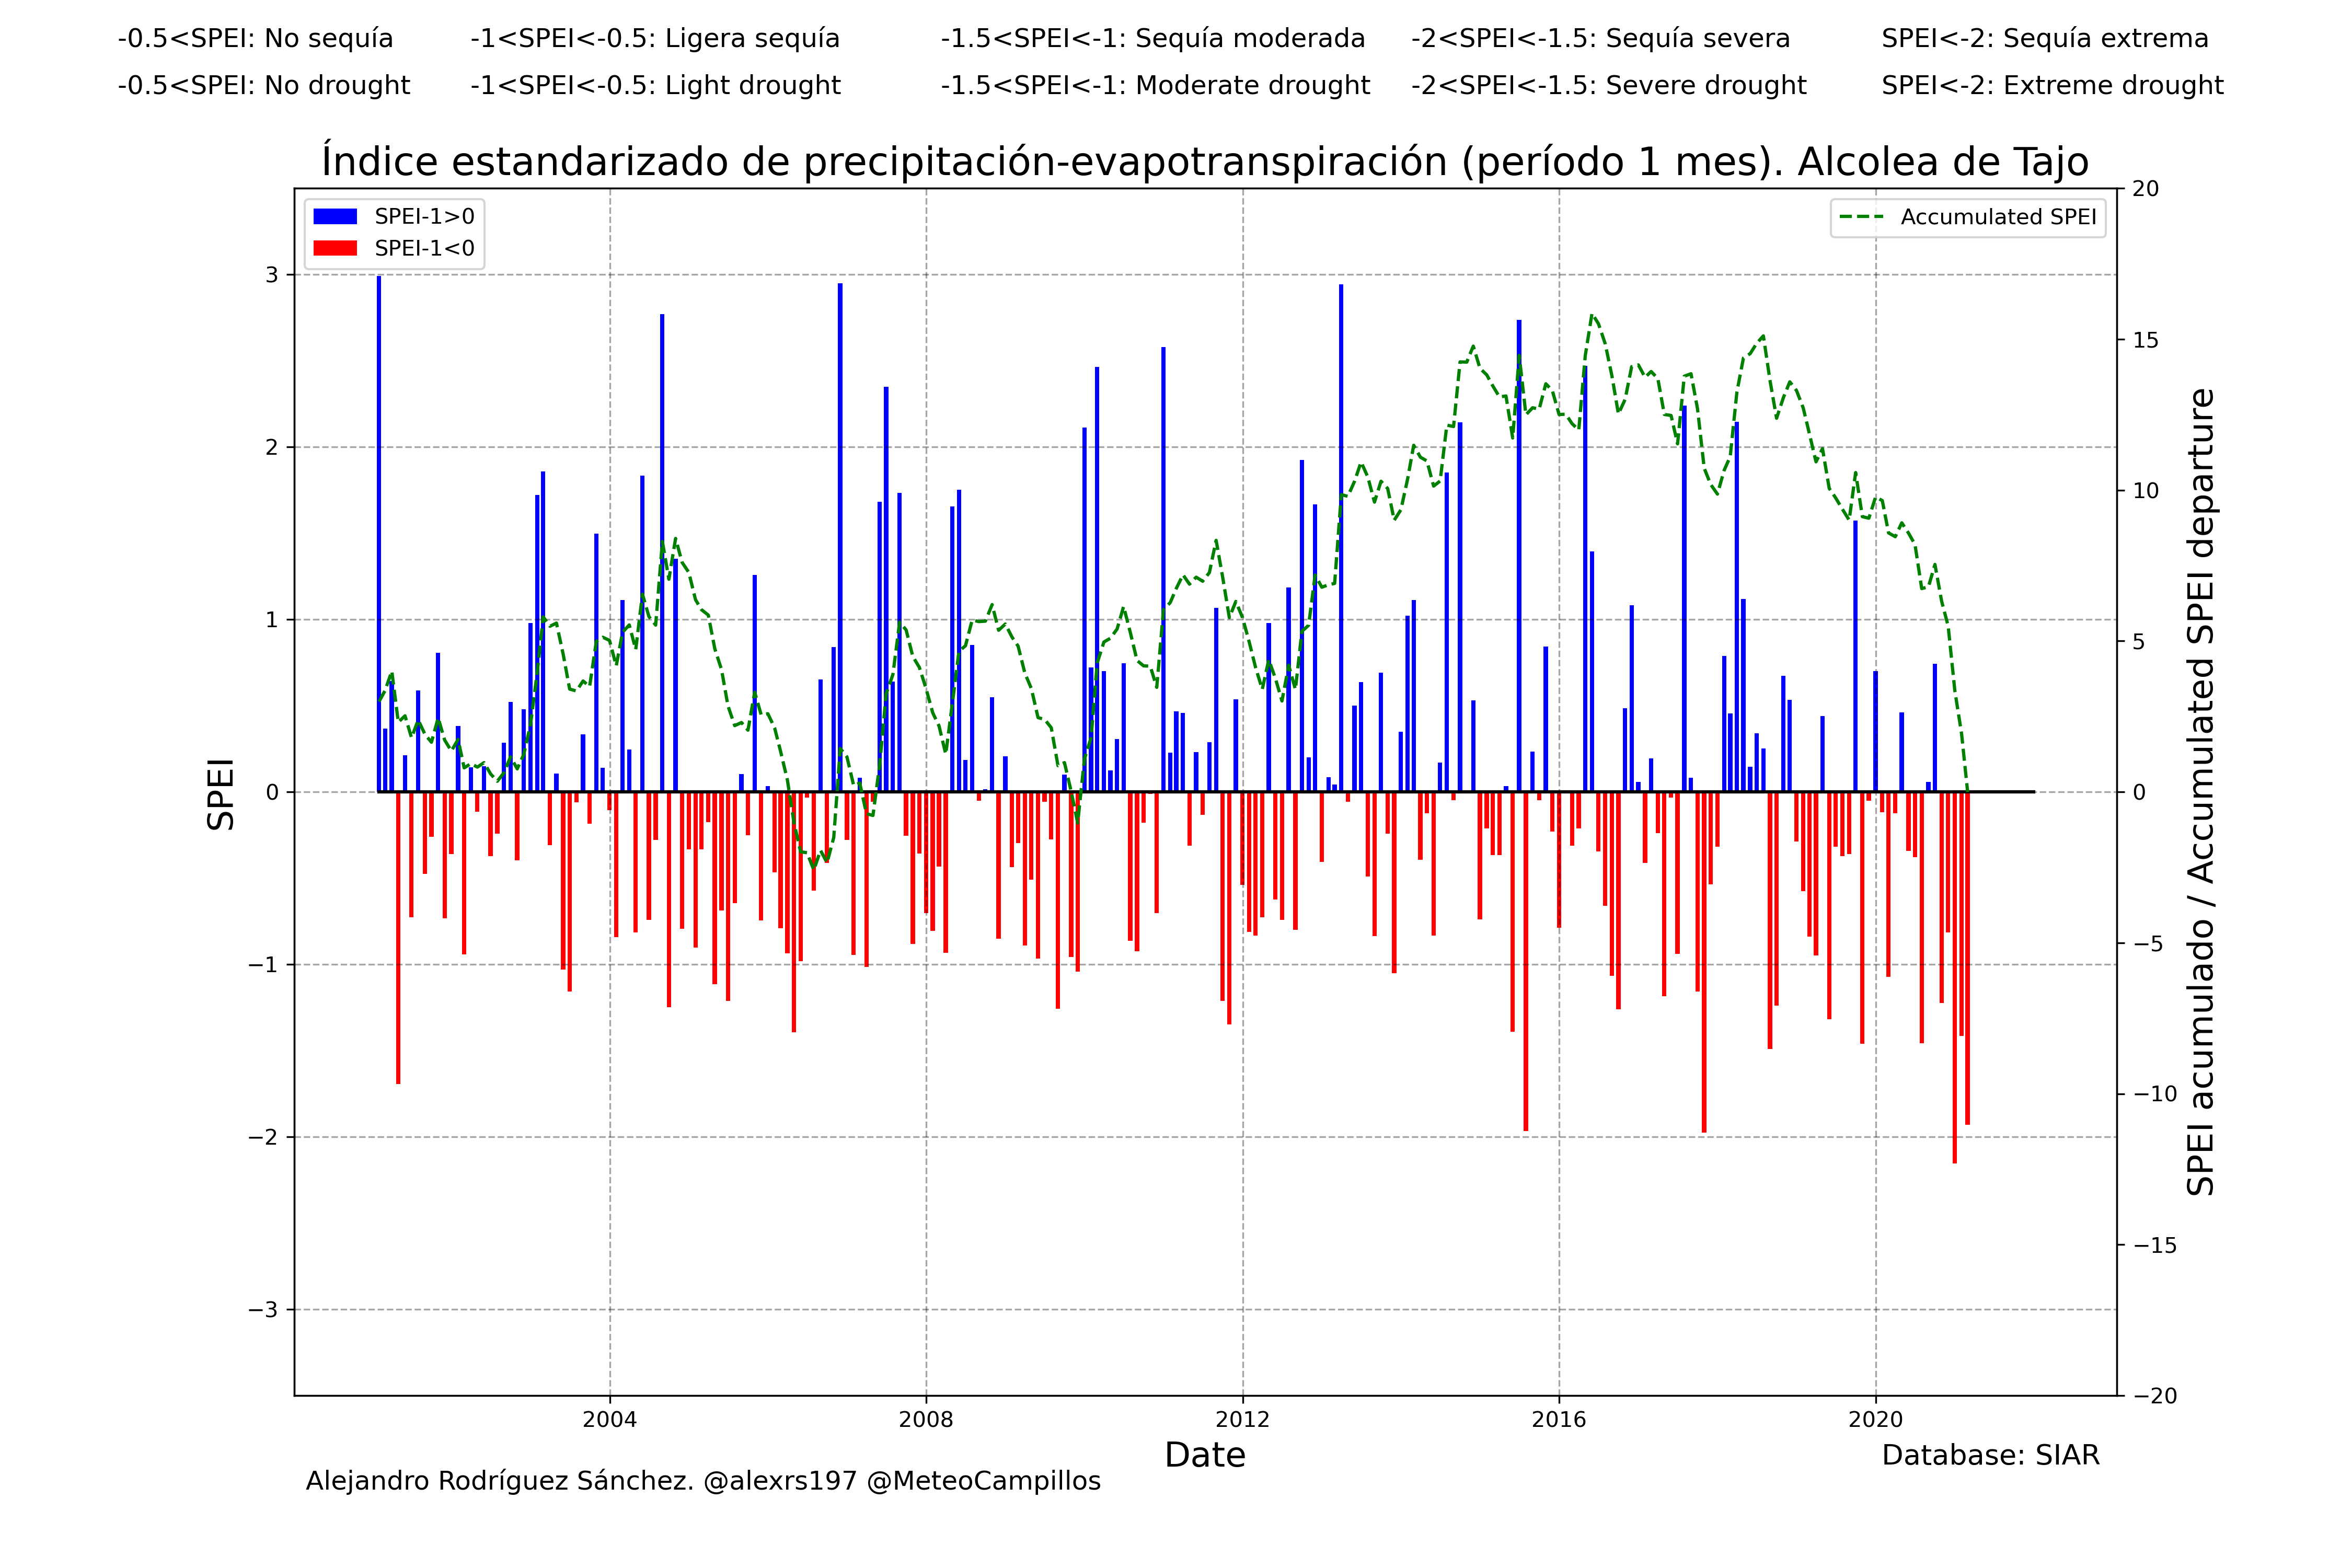 -0.5<SPEI: No sequía -1<SPEI<-0.5: Ligera sequía -1.5<SPEI<-1: Sequía moderada -2<SPEI<-1.5: Sequía severa SPEI<-2: Sequía extrema
-0.5<SPEI: No drought -1<SPEI<-0.5: Light drought -1.5<SPEI<-1: Moderate drought -2<SPEI<-1.5: Severe drought SPEI<-2: Extreme drought
Índice estandarizado de precipitación-evapotranspiración (período 1 mes). Alcolea de Tajo
SPEI-1>0
SPEI-1<0
Accumulated SPEI
SPEI
3
2
1
0
−1
−2
−3
20
15
10
5
0
−5
−10
−15
−20
SPEI acumulado / Accumulated SPEI departure
2004 2008 2012 2016 2020
Date
Database: SIAR
Alejandro Rodríguez Sánchez. @alexrs197 @MeteoCampillos